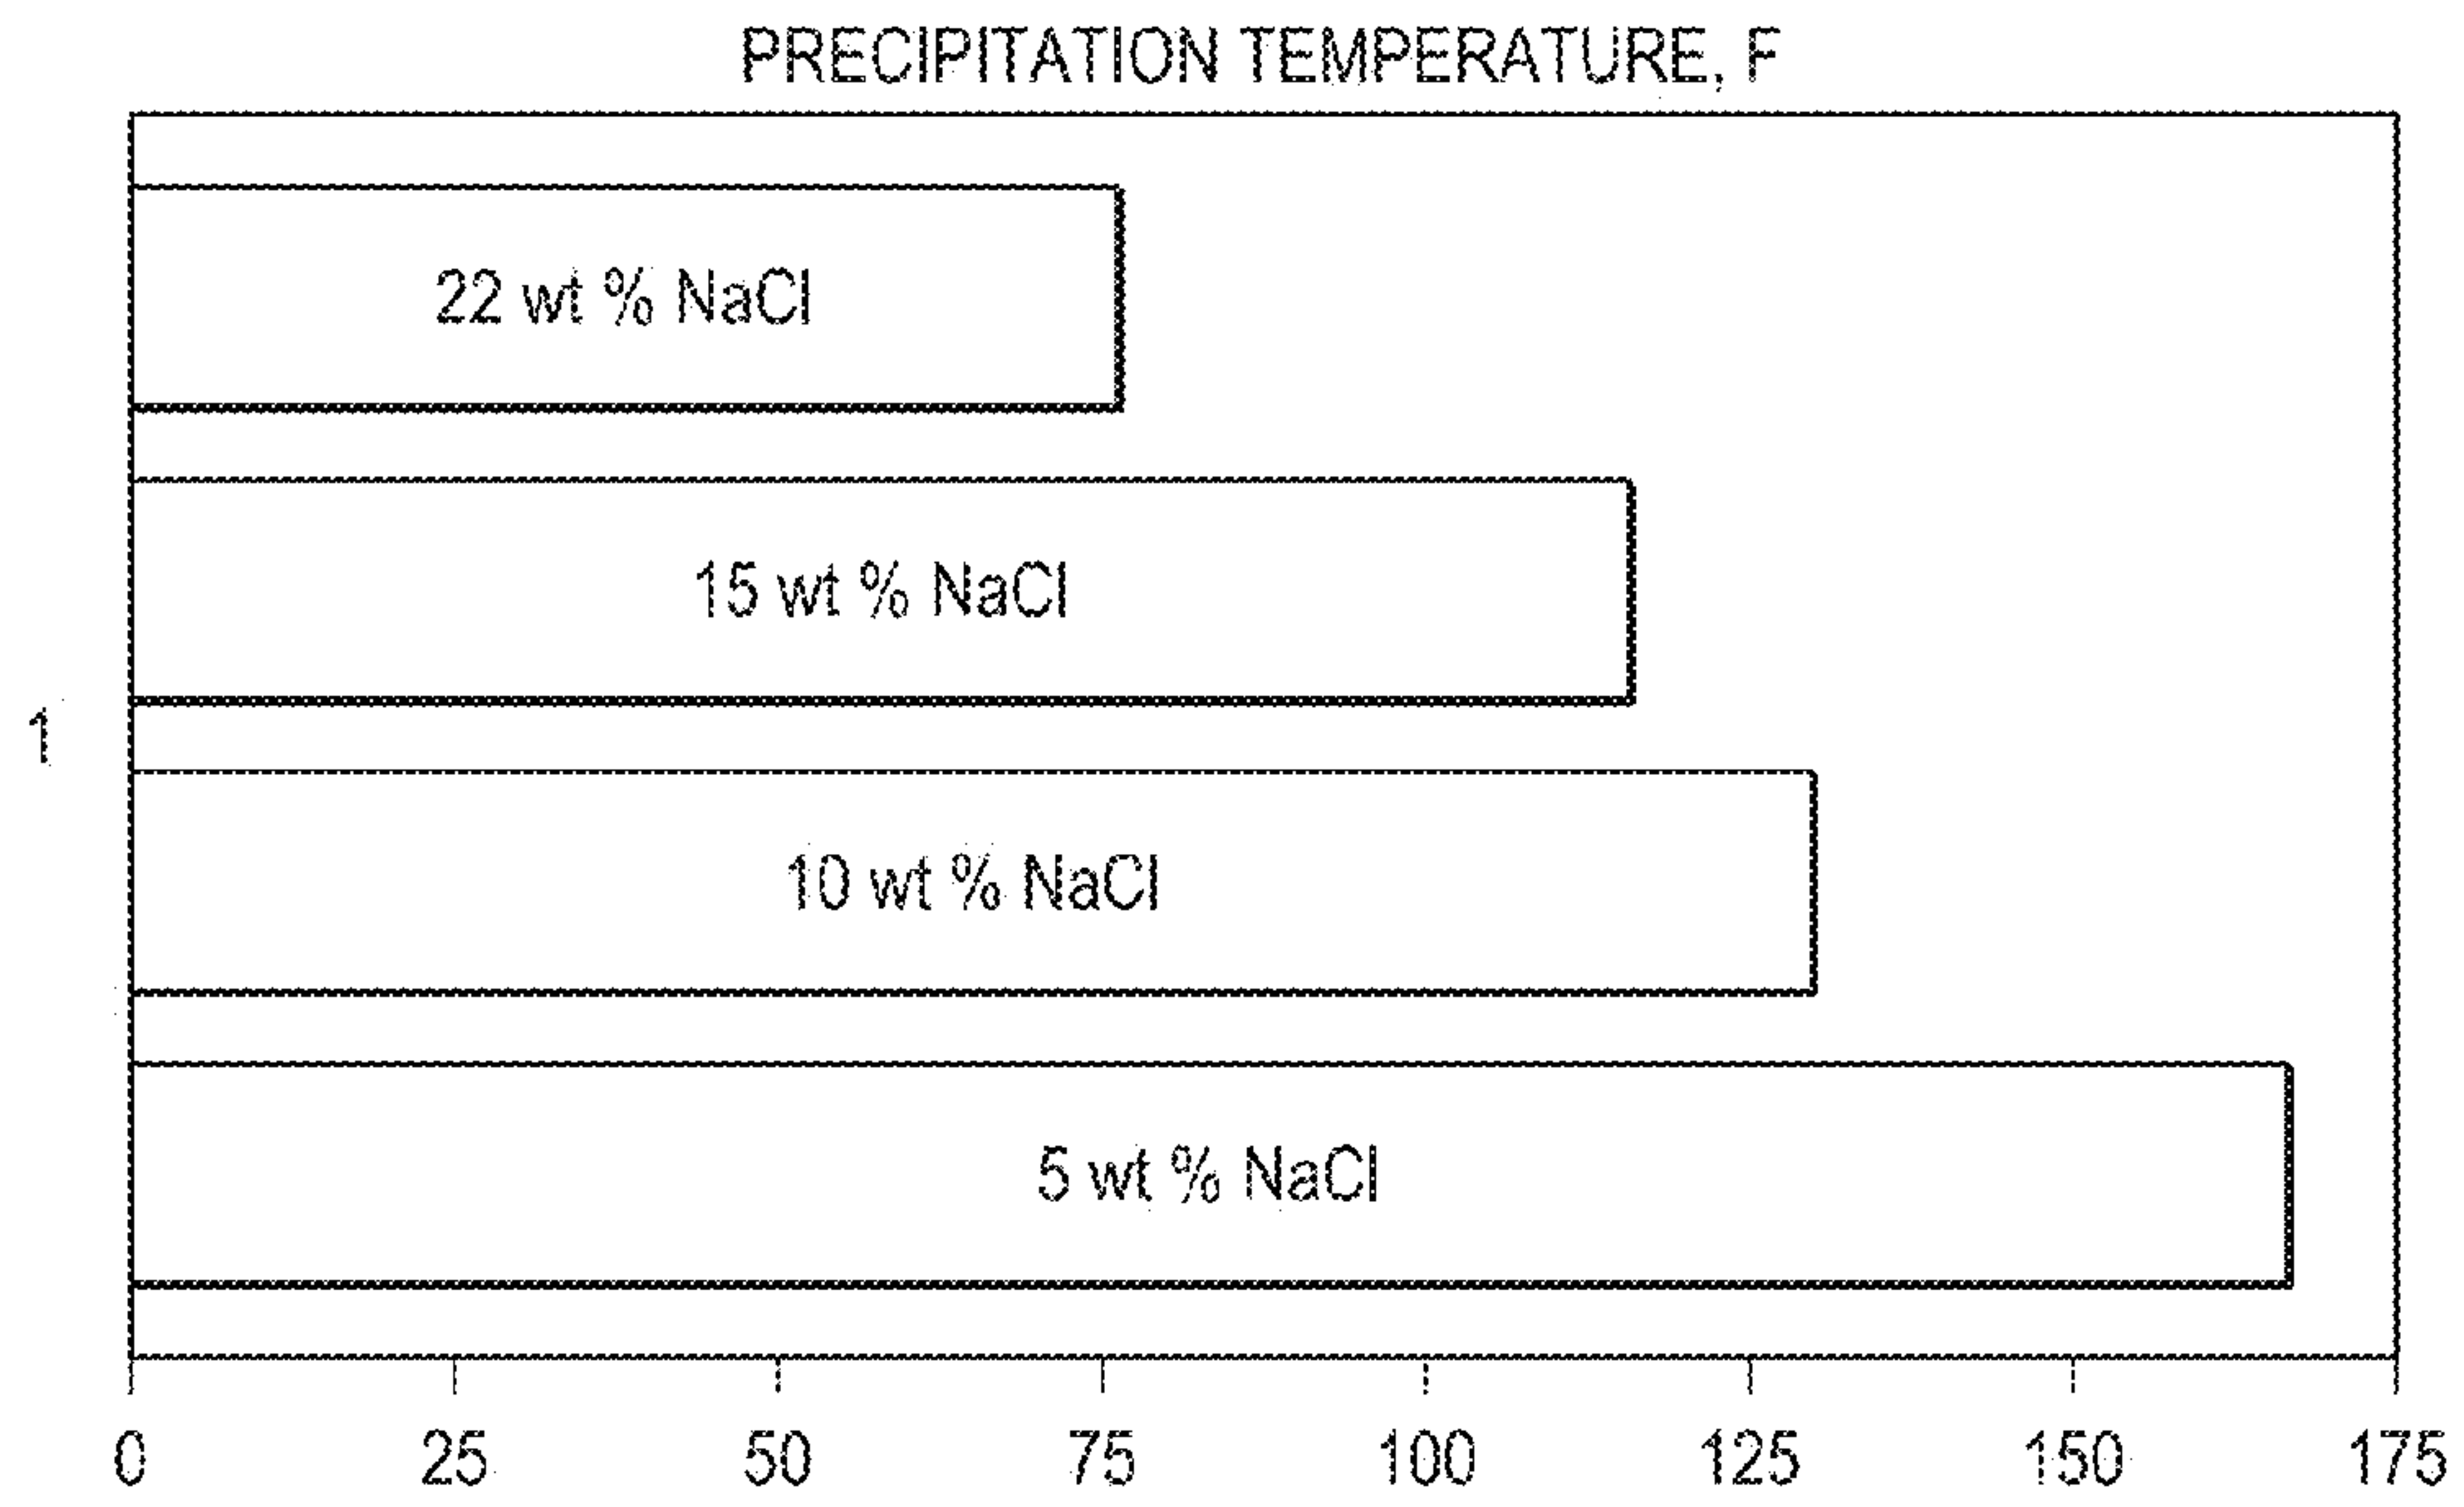 PRECIPITATION TEMPERATURE, F
22 wt % NaCl
15 wt % NaCl
1
10 wt % NaCl
5 wt % NaCl
0 25 50 75 100 125 150 175